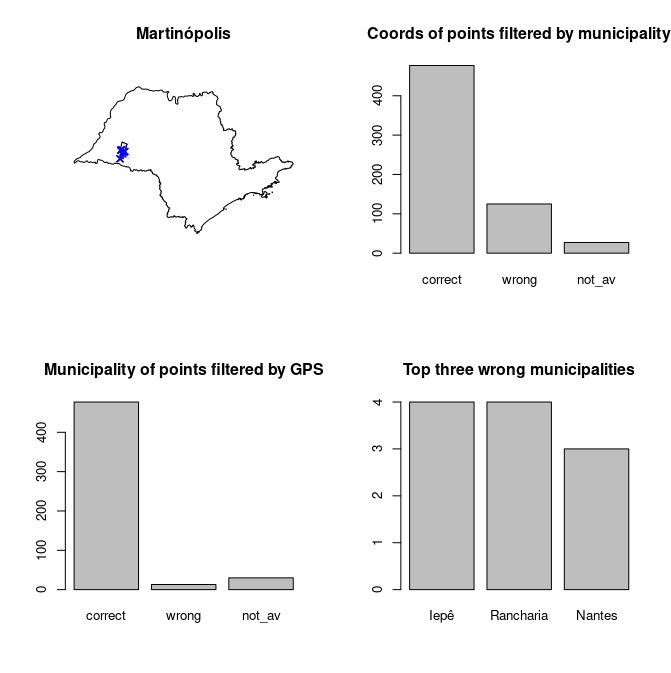 Martinópolis
Coords of points filtered by municipality
400
300
200
100
0
correct wrong not_av
Municipality of points filtered by GPS
400
300
200
100
0
correct wrong not_av
Top three wrong municipalities
4
3
2
1
0
Iepê Rancharia Nantes